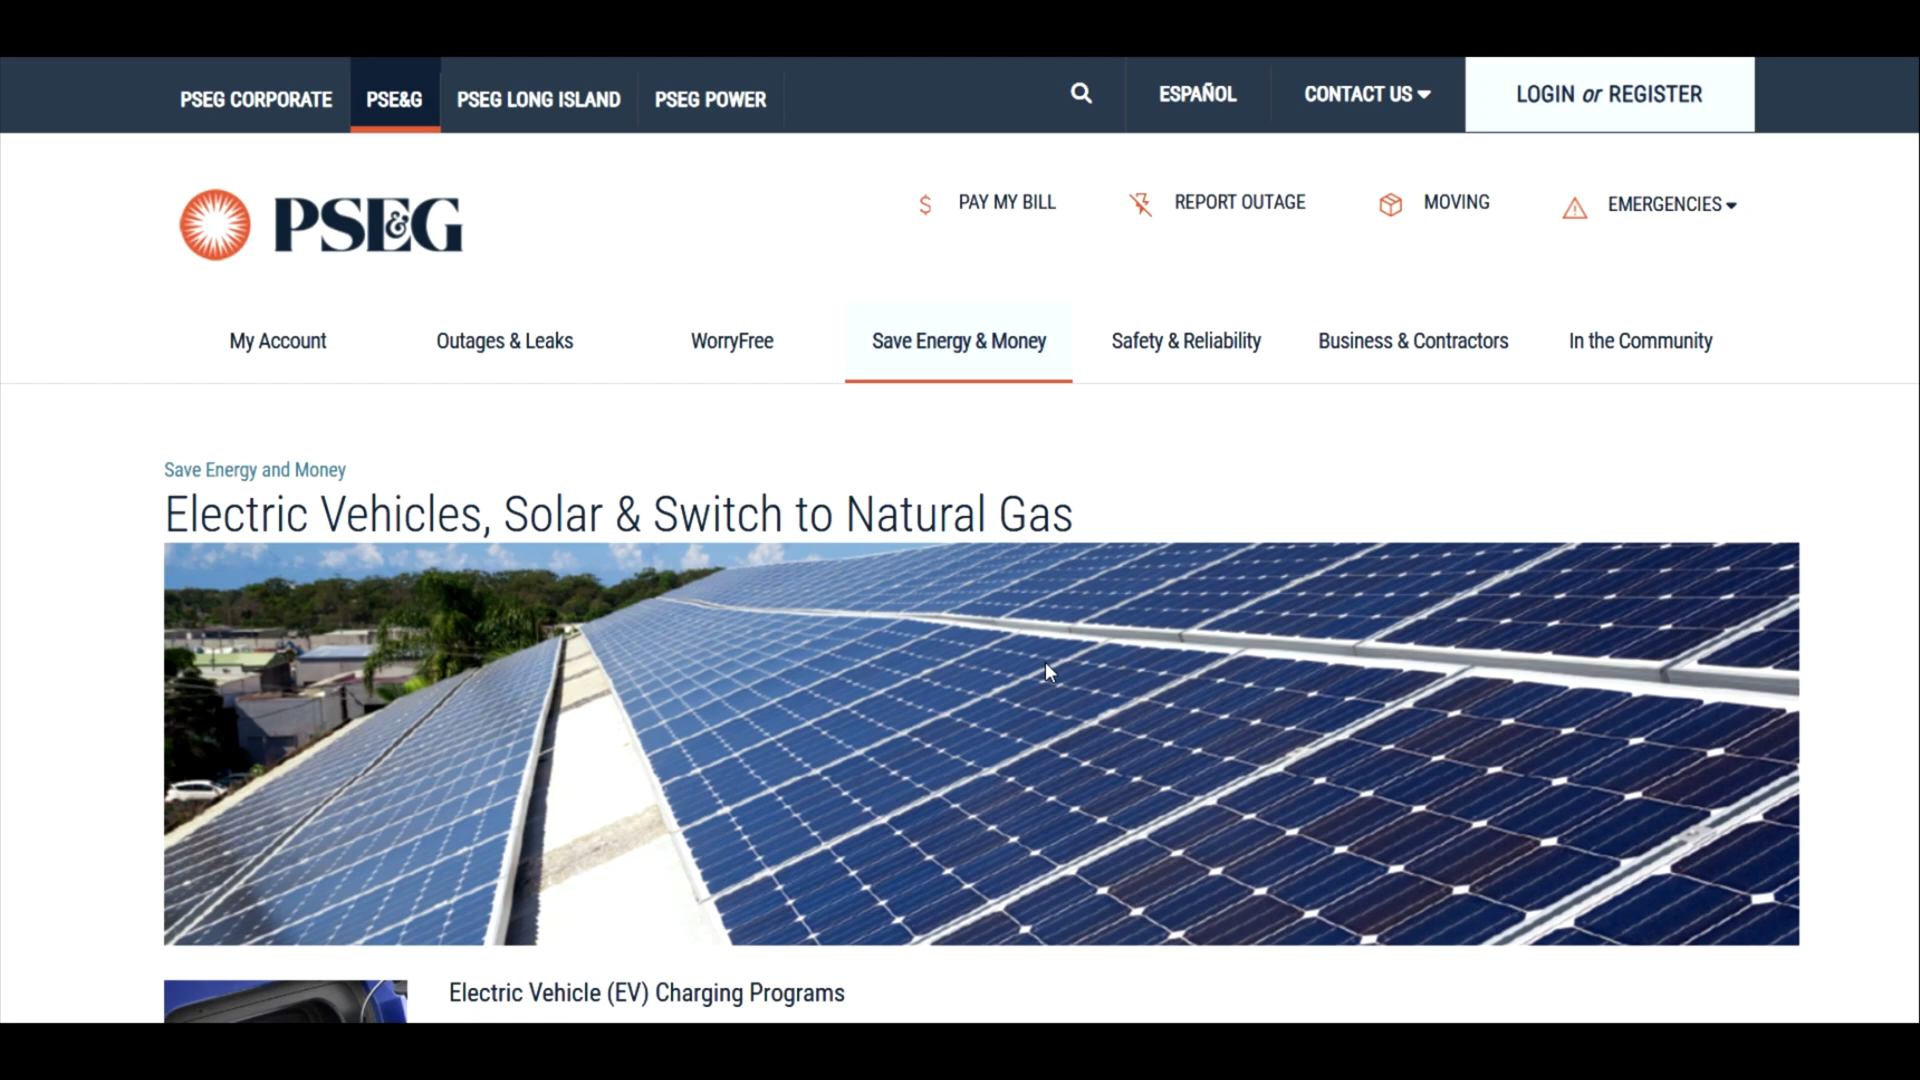 PSEG CORPORATE
PSE&G
PSEG LONG ISLAND
PSEG POWER
ESPAÑOL
CONTACT US
LOGIN or REGISTER
PSE&G
$ PAY MY BILL
REPORT OUTAGE
MOVING
EMERGENCIES
My Account
Outages & Leaks
WorryFree
Save Energy & Money
Safety & Reliability
Business & Contractors
In the Community
Save Energy and Money
Electric Vehicles, Solar & Switch to Natural Gas
Electric Vehicle (EV) Charging Programs